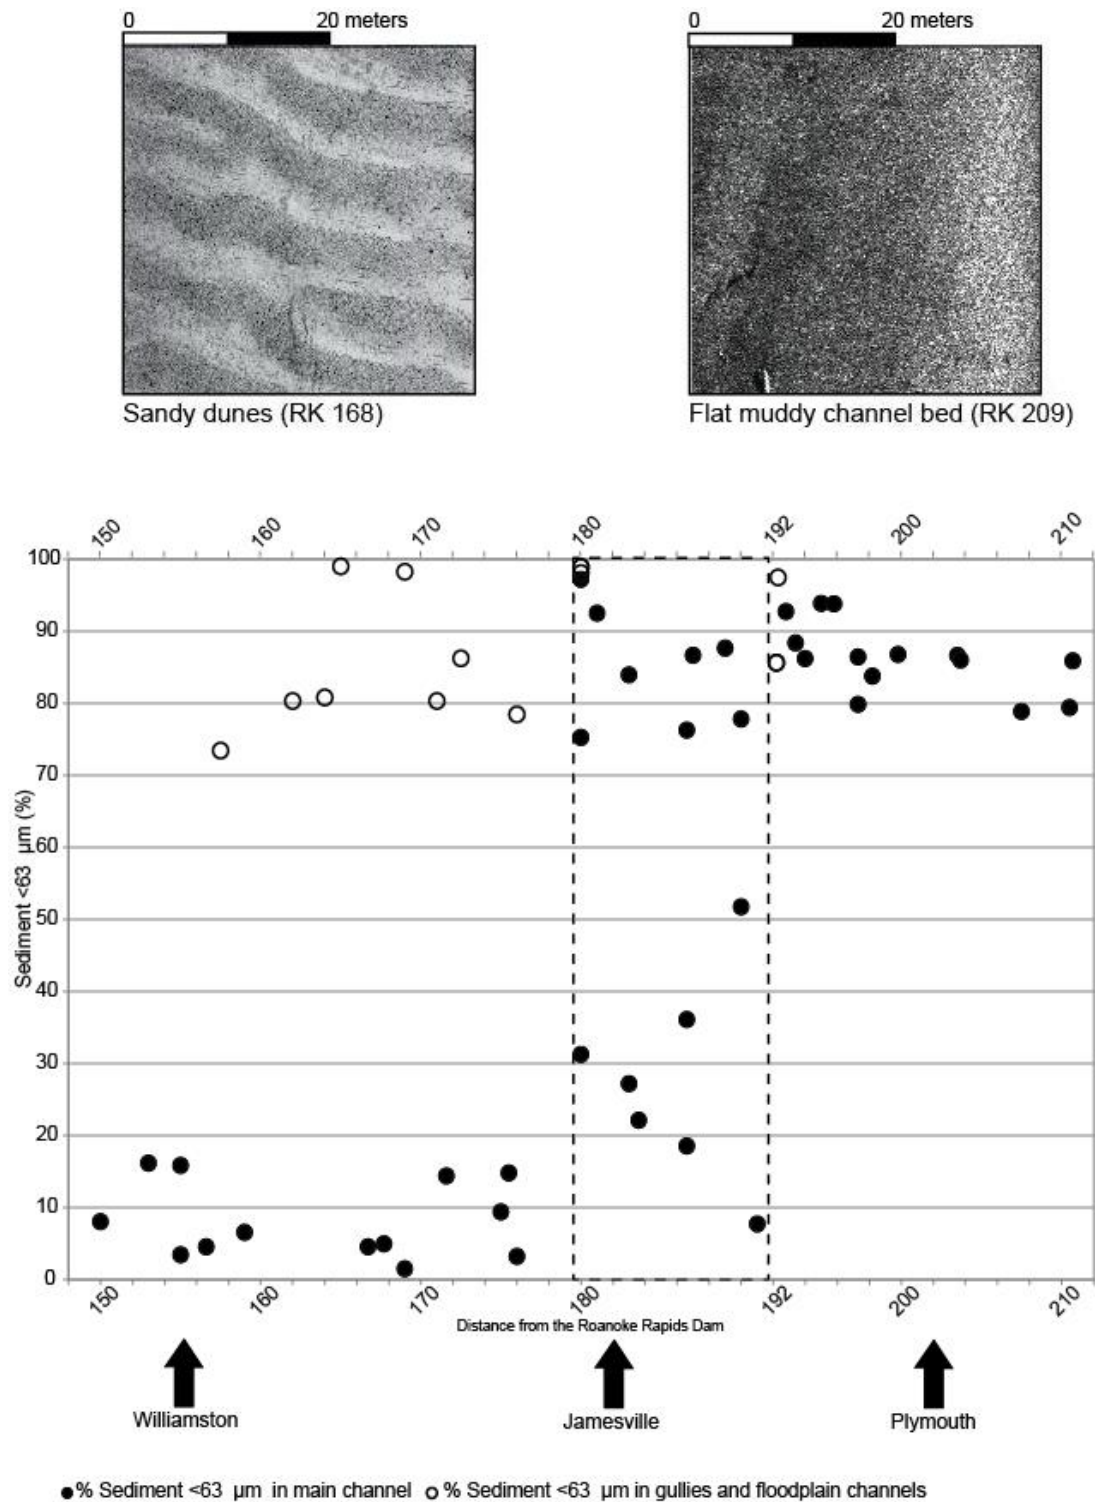 0 20 meters 0 20 meters
Sandy dunes (RK 168) Flat muddy channel bed (RK 209)
150 160 170 180 192 200 210
100
90
80
70
60
50
40
30
20
10
0
Sediment <63 µm (%)
150 160 170 180 192 200 210
Distance from the Roanoke Rapids Dam
Williamston Jamesville Plymouth
% Sediment <63 µm in main channel % Sediment <63 µm in gullies and floodplain channels